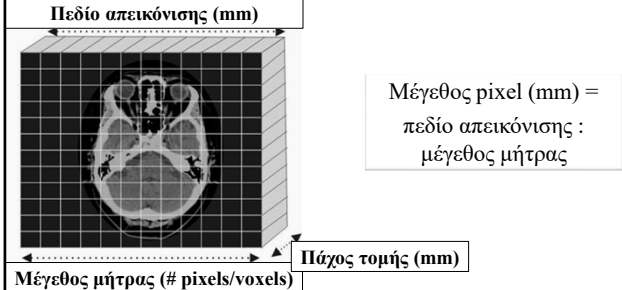 Πεδίο απεικόνισης (mm)
Μέγεθος pixel (mm) =
πεδίο απεικόνισης :
μέγεθος μήτρας
Πάχος τομής (mm)
Μέγεθος μήτρας (# pixels/voxels)